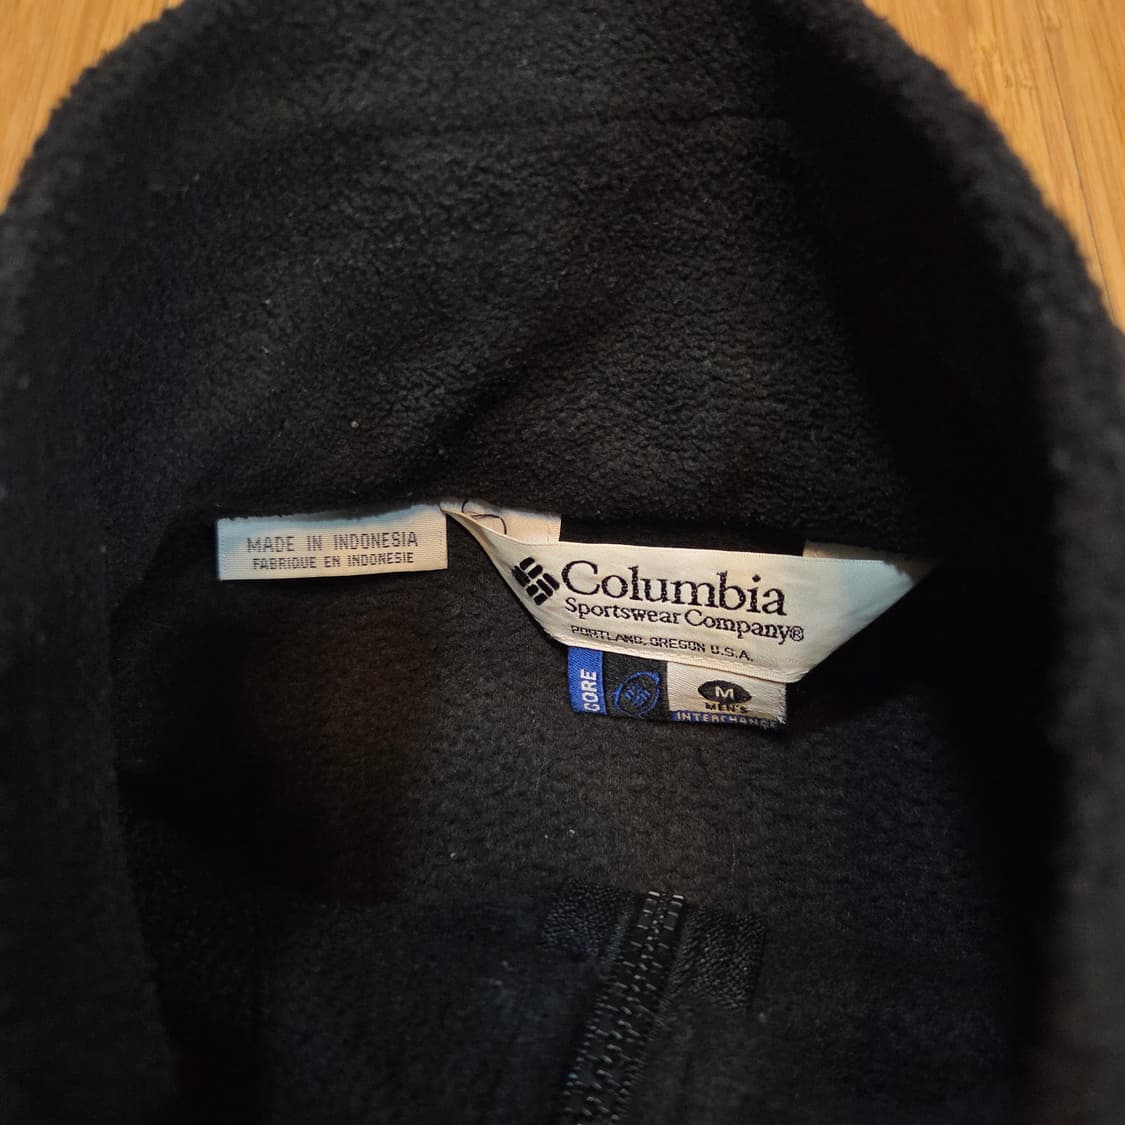 MADE IN INDONESIA
FABRIQUE EN INDONESIE
Columbia
Sportswear Company®
PORTLAND, OREGON U.S.A.
CORE
M
MEN'S
INTERCHANGE